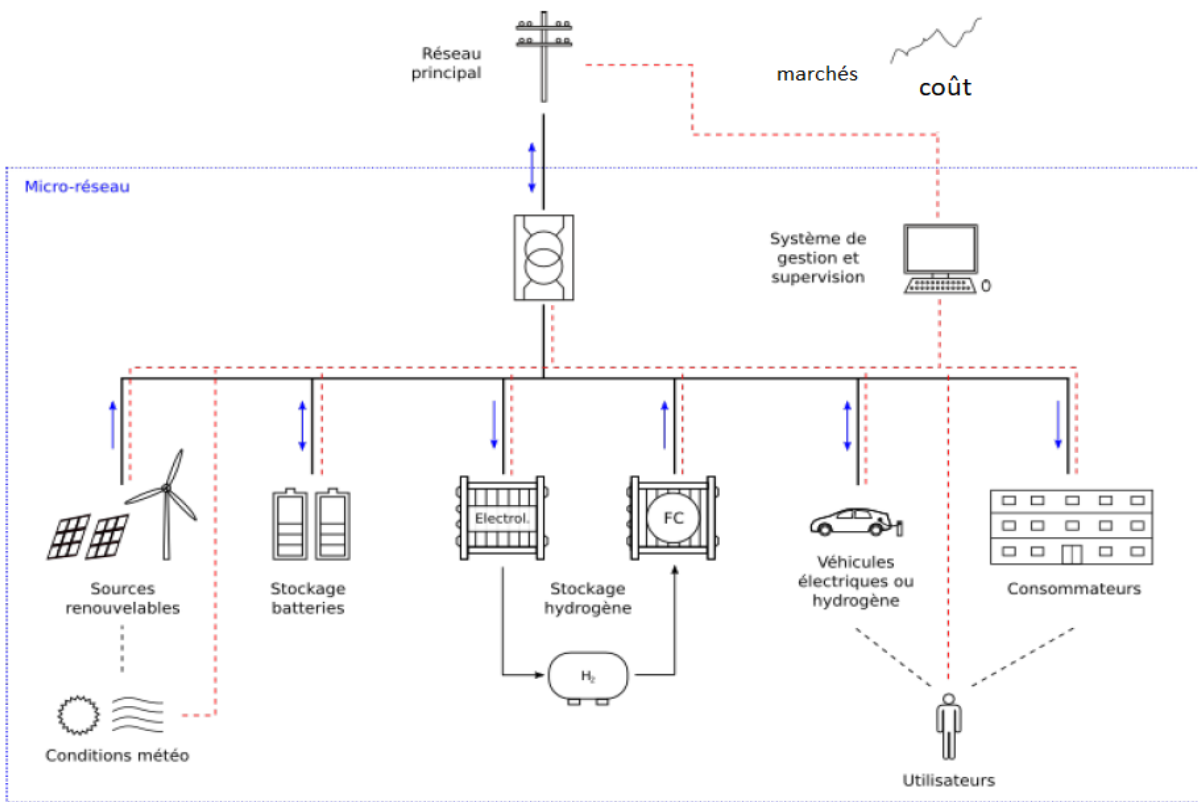 Réseau
principal
marchés
coût
Micro-réseau
Système de
gestion et
supervision
Electrol.
FC
Sources
renouvelables
Stockage
batteries
Stockage
hydrogène
Véhicules
électriques ou
hydrogène
Consommateurs
H₂
Conditions météo
Utilisateurs